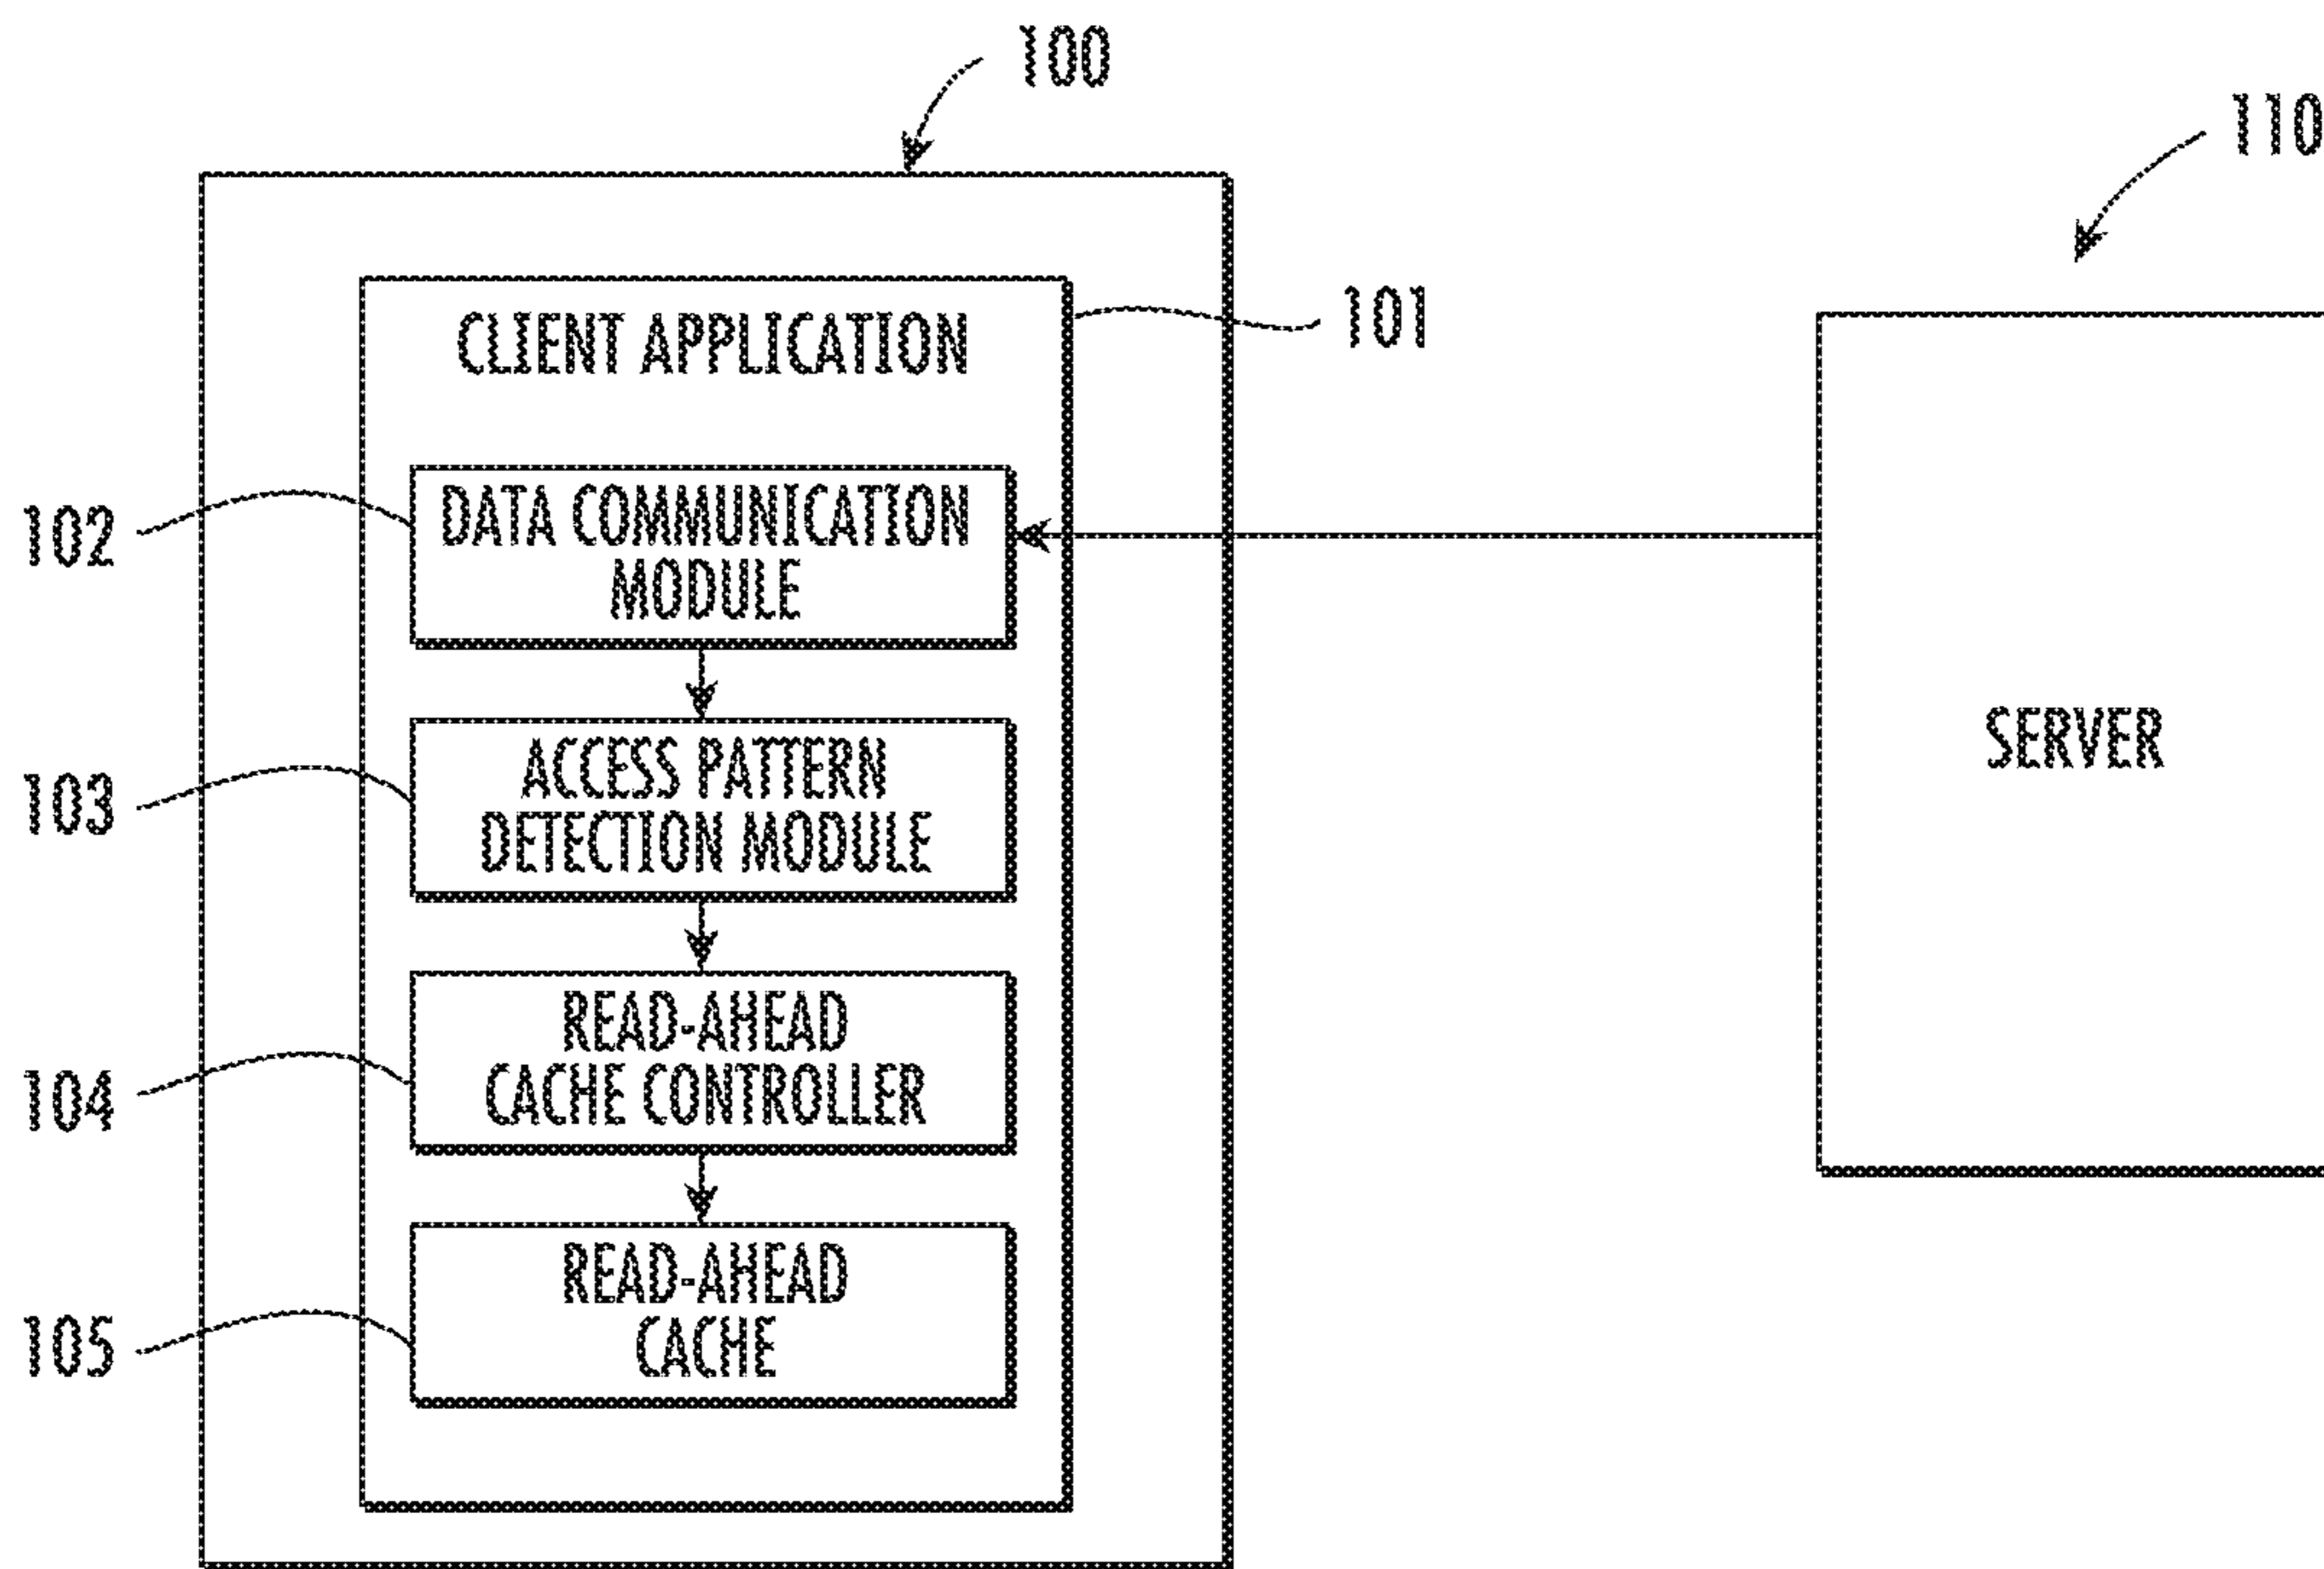 100
110
CLIENT APPLICATION
101
102
DATA COMMUNICATION
MODULE
103
ACCESS PATTERN
DETECTION MODULE
SERVER
104
READ-AHEAD
CACHE CONTROLLER
105
READ-AHEAD
CACHE